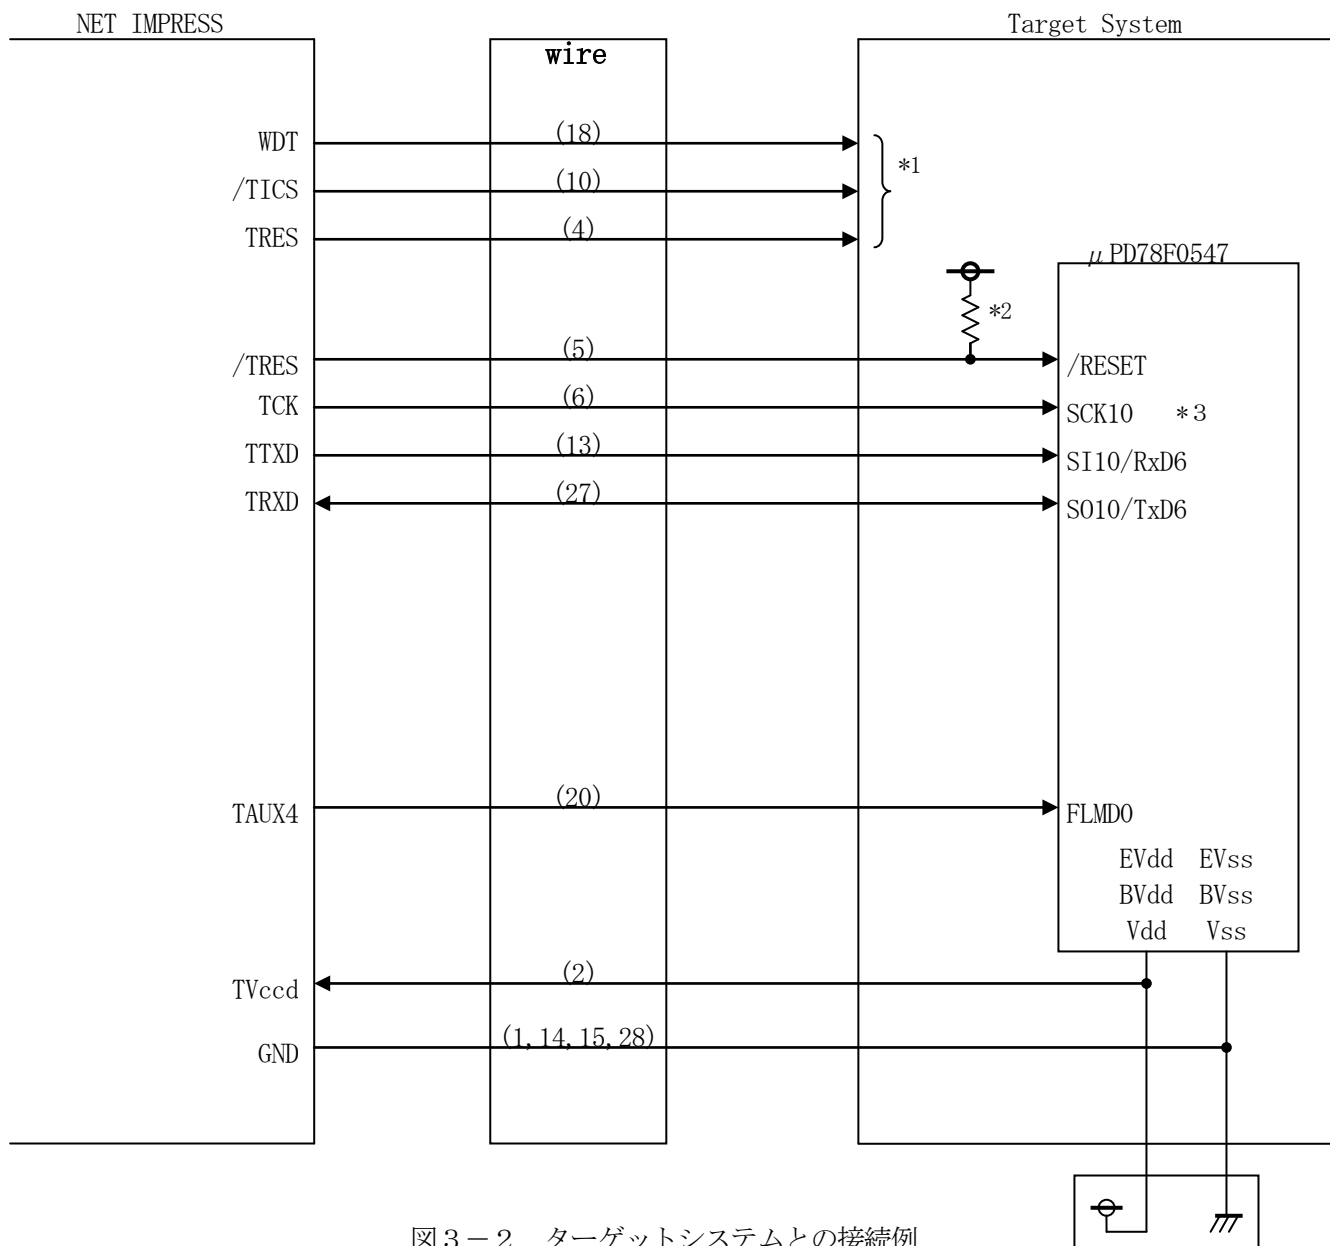 NET IMPRESS
Target System
wire
WDT (18)
*1
/TICS (10)
TRES (4)
μPD78F0547
*2
/TRES (5) /RESET
TCK (6) SCK10 *3
TTXD (13) SI10/RxD6
TRXD (27) SO10/TxD6
TAUX4 (20) FLMD0
EVdd EVss
BVdd BVss
Vdd Vss
TVccd (2)
GND (1,14,15,28)
図3-2 ターゲットシステムとの接続例